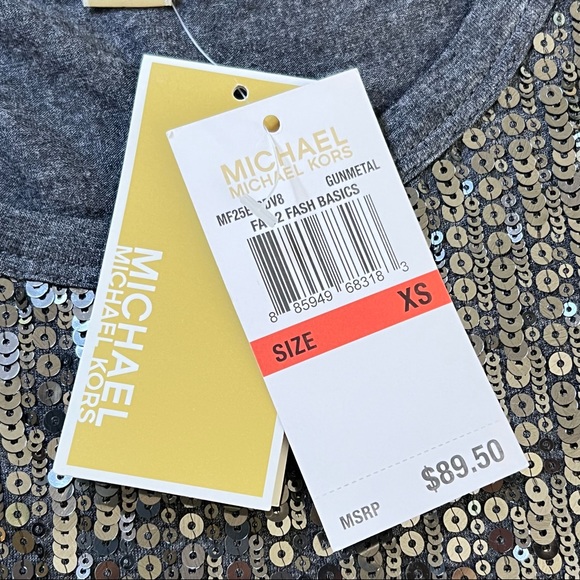 MICHAEL
MICHAEL KORS
MICHAEL
MICHAEL KORS
GUNMETAL
FASH BASICS
8 85949 68318 3
SIZE XS
MSRP $89.50